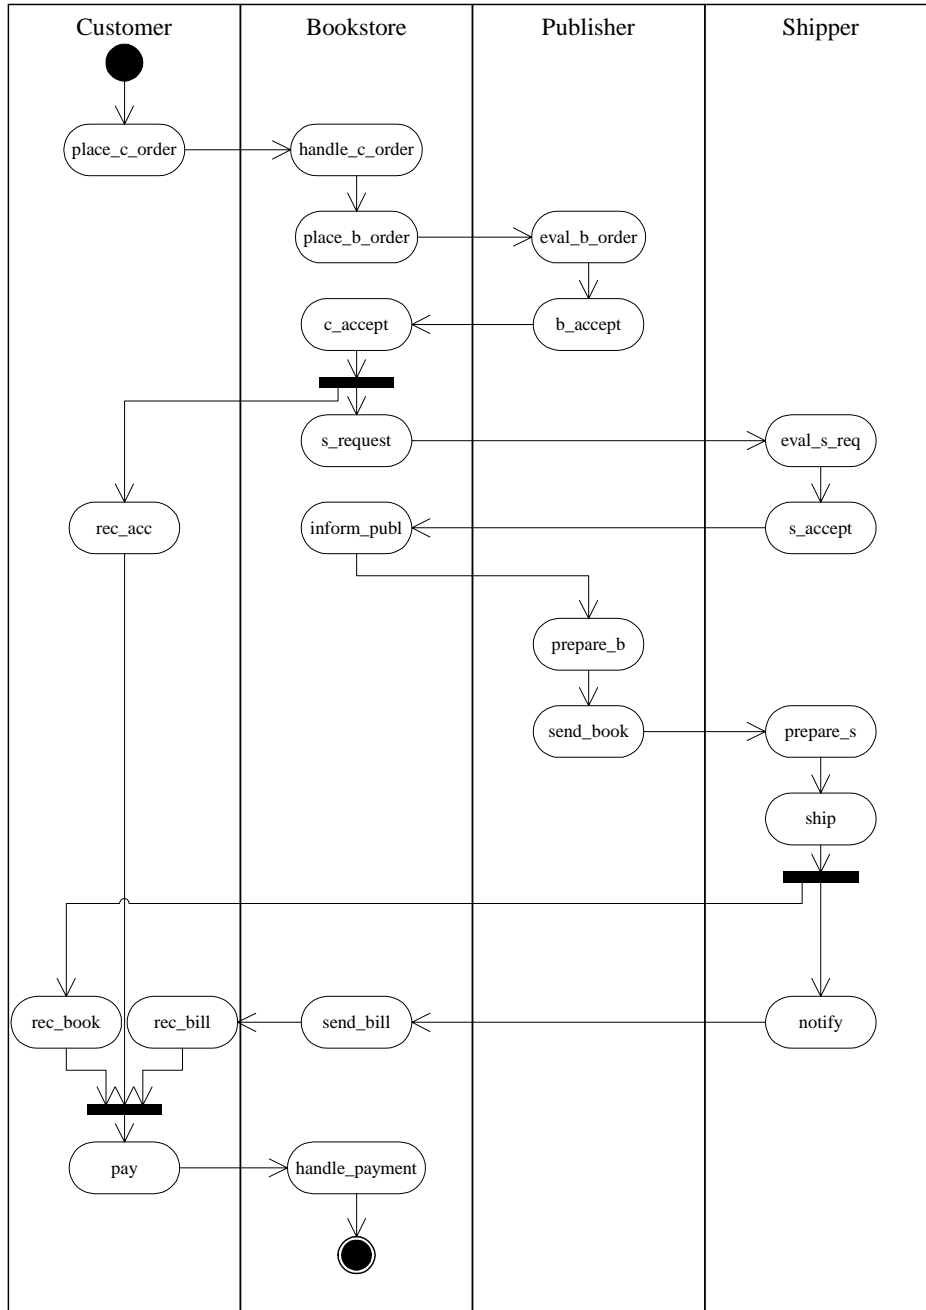 Customer
Bookstore
Publisher
Shipper
place_c_order
handle_c_order
place_b_order
eval_b_order
c_accept
b_accept
s_request
eval_s_req
rec_acc
inform_publ
s_accept
prepare_b
send_book
prepare_s
ship
rec_book
rec_bill
send_bill
notify
pay
handle_payment